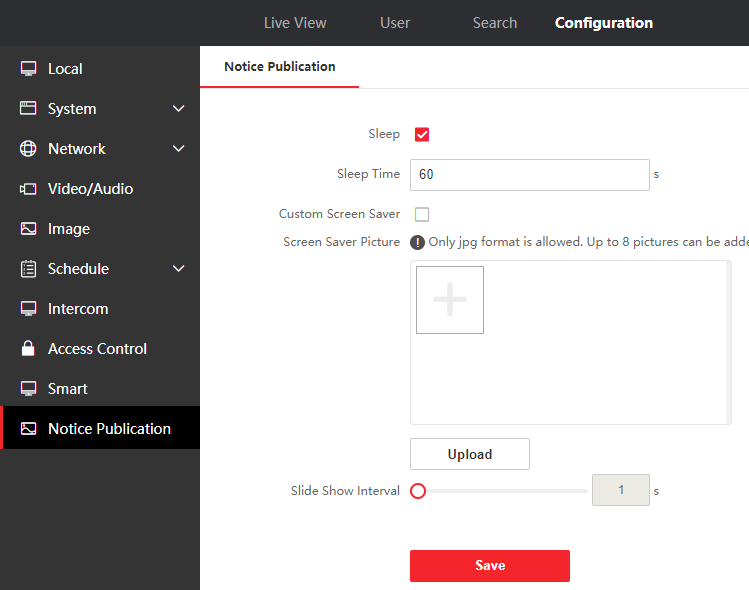 Live View User Search Configuration
Local
System
Network
Video/Audio
Image
Schedule
Intercom
Access Control
Smart
Notice Publication
Notice Publication
Sleep
Sleep Time 60 s
Custom Screen Saver
Screen Saver Picture ! Only jpg format is allowed. Up to 8 pictures can be adde
Upload
Slide Show Interval 1 s
Save